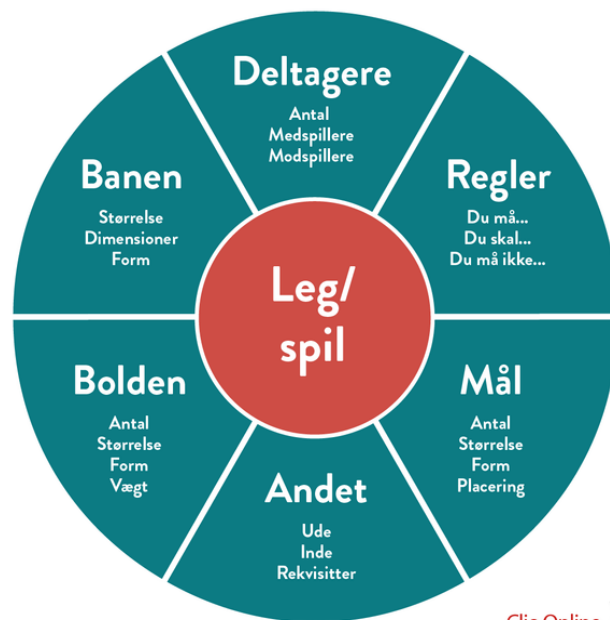 Deltagere
Antal
Medspillere
Modspillere
Regler
Du må...
Du skal...
Du må ikke...
Mål
Antal
Størrelse
Form
Placering
Andet
Ude
Inde
Rekvisitter
Bolden
Antal
Størrelse
Form
Vægt
Banen
Størrelse
Dimensioner
Form
Leg/
spil